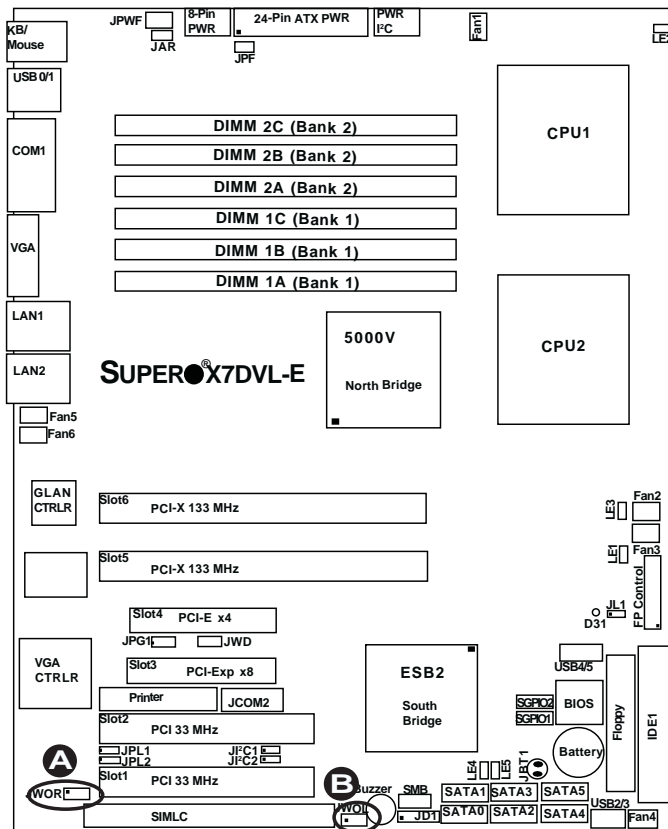 JPWF
8-Pin
PWR
24-Pin ATX PWR
PWR
I²C
Fan1
LE2
KB/
Mouse
JAR
JPF
USB0/1
COM1
VGA
LAN1
LAN2
Fan5
Fan6
DIMM 2C (Bank 2)
DIMM 2B (Bank 2)
DIMM 2A (Bank 2)
DIMM 1C (Bank 1)
DIMM 1B (Bank 1)
DIMM 1A (Bank 1)
CPU1
CPU2
5000V
North Bridge
SUPER●® X7DVL-E
GLAN
CTRLR
Slot6
PCI-X 133 MHz
Slot5
PCI-X 133 MHz
Slot4
PCI-E x4
JPG1
JWD
Slot3
PCI-Exp x8
VGA
CTRLR
Printer
JCOM2
Slot2
PCI 33 MHz
JPL1
JPL2
JI²C1
JI²C2
Slot1
PCI 33 MHz
A
JWOR
SIMLC
B
JWOL
Buzzer
ESB2
South
Bridge
LE3
Fan2
LE1
Fan3
FP Control
JL1
D31
USB4/5
SGPIO2
SGPIO1
BIOS
Floppy
IDE1
Battery
LE4
LE5
JBT1
SMB
JD1
SATA1
SATA3
SATA5
SATA0
SATA2
SATA4
USB2/3
Fan4